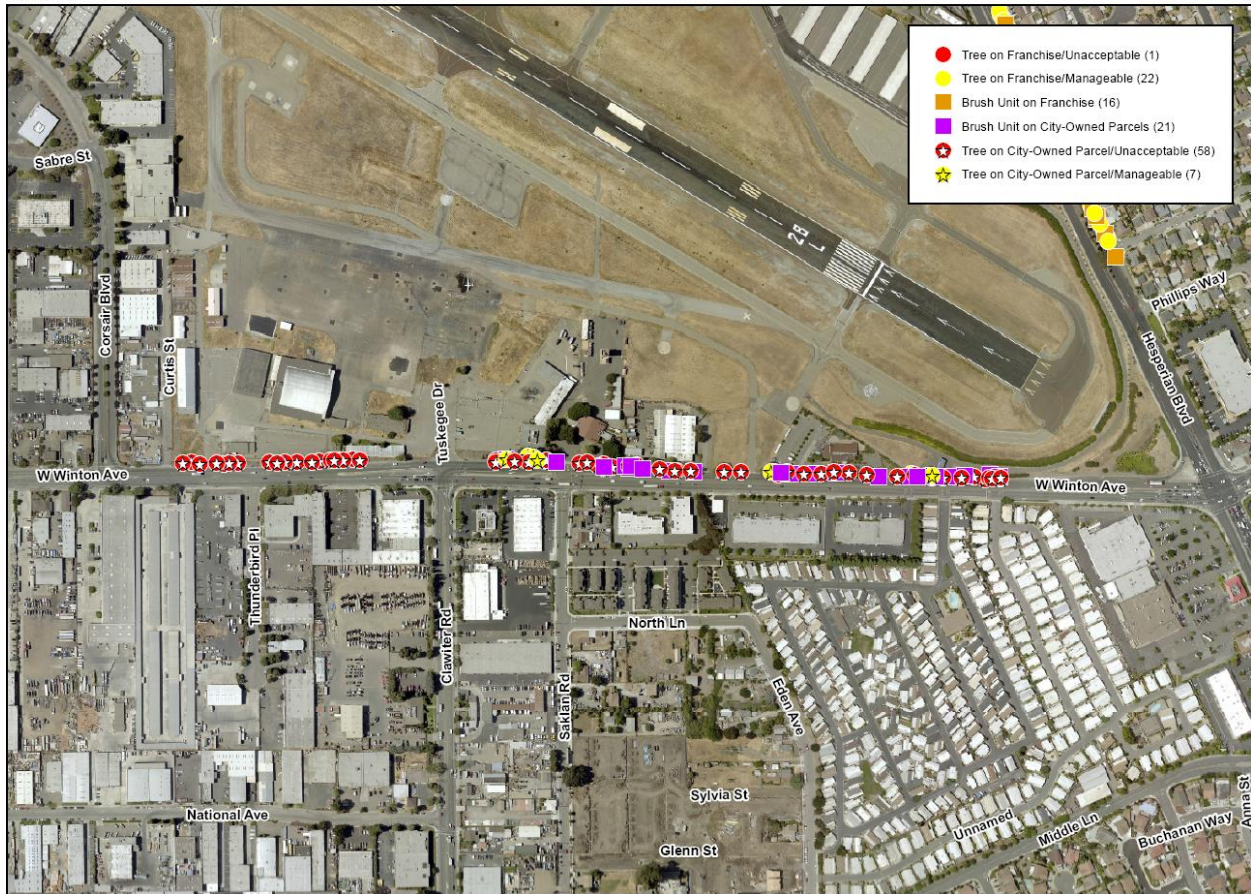 Tree on Franchise/Unacceptable (1)
Tree on Franchise/Manageable (22)
Brush Unit on Franchise (16)
Brush Unit on City-Owned Parcels (21)
Tree on City-Owned Parcel/Unacceptable (58)
Tree on City-Owned Parcel/Manageable (7)
Sabre St
28
L
Phillips Way
Corsair Blvd
Curtis St
Hesperian Blvd
Tuskegee Dr
W Winton Ave
W Winton Ave
Thunderbird Pl
Clawiter Rd
Saklan Rd
North Ln
Eden Ave
Sylvia St
National Ave
Unnamed
Middle Ln
Anna St
Buchanan Way
Glenn St